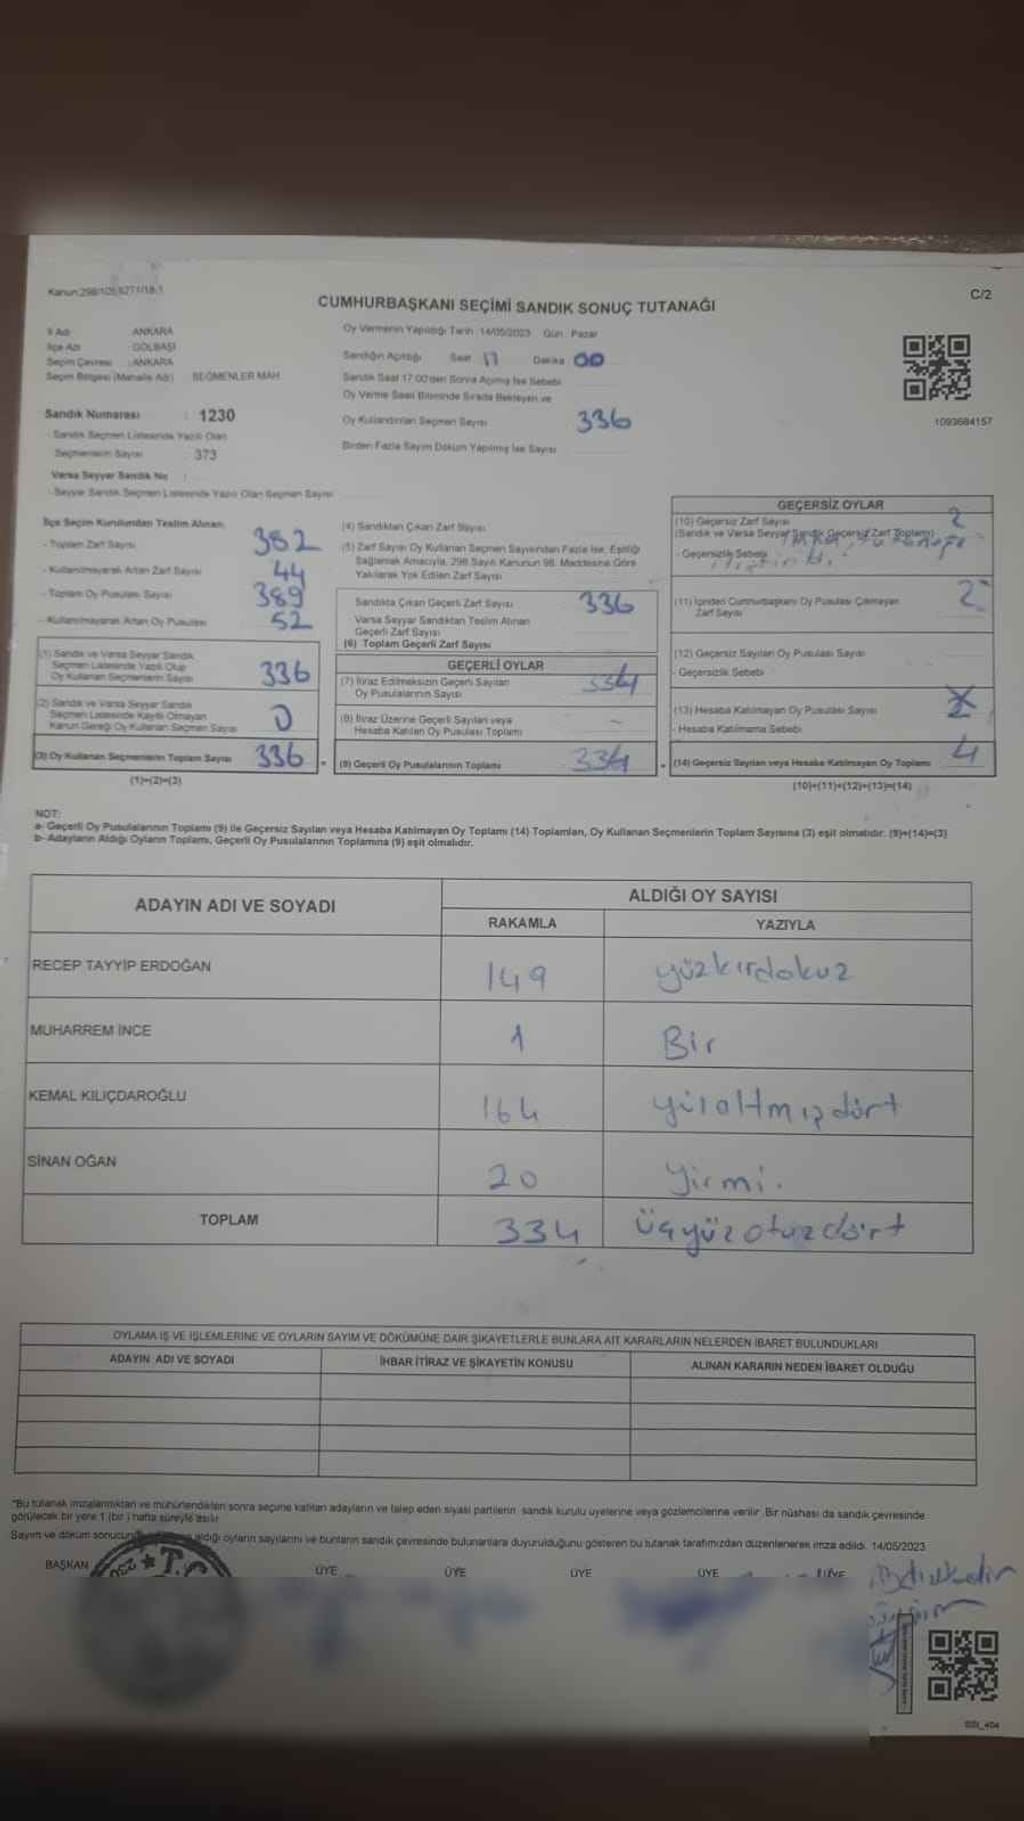 Kanun:298/105,6271/18-1
C/2
CUMHURBAŞKANI SEÇİMİ SANDIK SONUÇ TUTANAĞI
İl Adı ANKARA
İlçe Adı GÖLBAŞI
Seçim Çevresi ANKARA
Seçim Bölgesi (Mahalle Adı) SEĞMENLER MAH.
Oy Vermenin Yapıldığı Tarih 14/05/2023 Gün Pazar
Sandığın Açıldığı Saat 17 Dakika 00
Sandık Saat 17.00'den Sonra Açılmış İse Sebebi
Oy Verme Saati Bitiminde Sırada Bekleyen ve
Oy Kullandırılan Seçmen Sayısı 336
Birden Fazla Sayım Döküm Yapılmış İse Sayısı
1093684157
Sandık Numarası : 1230
- Sandık Seçmen Listesinde Yazılı Olan
Seçmenlerin Sayısı 373
Varsa Seyyar Sandık No :
- Seyyar Sandık Seçmen Listesinde Yazılı Olan Seçmen Sayısı
İlçe Seçim Kurulundan Teslim Alınan:
- Toplam Zarf Sayısı 382
- Kullanılmayarak Artan Zarf Sayısı 44
- Toplam Oy Pusulası Sayısı 389
- Kullanılmayarak Artan Oy Pusulası 52
(1) Sandık ve Varsa Seyyar Sandık
Seçmen Listesinde Yazılı Olup
Oy Kullanan Seçmenlerin Sayısı 336
(2) Sandık ve Varsa Seyyar Sandık
Seçmen Listesinde Kayıtlı Olmayan
Kanun Gereği Oy Kullanan Seçmen Sayısı 0
(3) Oy Kullanan Seçmenlerin Toplam Sayısı 336
(1)+(2)=(3)
(4) Sandıktan Çıkan Zarf Sayısı
(5) Zarf Sayısı Oy Kullanan Seçmen Sayısından Fazla İse, Eşitliği
Sağlamak Amacıyla, 298 Sayılı Kanunun 98. Maddesine Göre
Yakılarak Yok Edilen Zarf Sayısı
Sandıkta Çıkan Geçerli Zarf Sayısı 336
Varsa Seyyar Sandıktan Teslim Alınan
Geçerli Zarf Sayısı
(6) Toplam Geçerli Zarf Sayısı
GEÇERLİ OYLAR
(7) İtiraz Edilmeksizin Geçerli Sayılan
Oy Pusulalarının Sayısı 334
(8) İtiraz Üzerine Geçerli Sayılan veya
Hesaba Katılan Oy Pusulası Toplamı -
(9) Geçerli Oy Pusulalarının Toplamı 334
GEÇERSİZ OYLAR
(10) Geçersiz Zarf Sayısı 2
(Sandık ve Varsa Seyyar Sandık Geçersiz Zarf Toplamı)
- Geçersizlik Sebebi
(11) İçinden Cumhurbaşkanı Oy Pusulası Çıkmayan
Zarf Sayısı 2
(12) Geçersiz Sayılan Oy Pusulası Sayısı
- Geçersizlik Sebebi
(13) Hesaba Katılmayan Oy Pusulası Sayısı
- Hesaba Katılmama Sebebi
(14) Geçersiz Sayılan veya Hesaba Katılmayan Oy Toplamı 4
(10)+(11)+(12)+(13)=(14)
NOT:
a- Geçerli Oy Pusulalarının Toplamı (9) ile Geçersiz Sayılan veya Hesaba Katılmayan Oy Toplamı (14) Toplamları, Oy Kullanan Seçmenlerin Toplam Sayısına (3) eşit olmalıdır. (9)+(14)=(3)
b- Adayların Aldığı Oyların Toplamı, Geçerli Oy Pusulalarının Toplamına (9) eşit olmalıdır.
ADAYIN ADI VE SOYADI
ALDIĞI OY SAYISI
RAKAMLA YAZIYLA
RECEP TAYYİP ERDOĞAN 149 yüzkırdokuz
MUHARREM İNCE 1 Bir
KEMAL KILIÇDAROĞLU 164 yüzaltmışdört
SİNAN OĞAN 20 Yirmi.
TOPLAM 334 üçyüzotuzdört
OYLAMA İŞ VE İŞLEMLERİNE VE OYLARIN SAYIM VE DÖKÜMÜNE DAİR ŞİKAYETLERLE BUNLARA AİT KARARLARIN NELERDEN İBARET BULUNDUKLARI
ADAYIN ADI VE SOYADI İHBAR İTİRAZ VE ŞİKAYETİN KONUSU ALINAN KARARIN NEDEN İBARET OLDUĞU
"Bu tutanak imzalandıktan ve mühürlendikten sonra seçime katılan adayların ve talep eden siyasi partilerin sandık kurulu üyelerine veya gözlemcilerine verilir. Bir nüshası da sandık çevresinde
görülecek bir yere 1 (bir) hafta süreyle asılır.
Sayım ve döküm sonucunda aldığı oyların sayılarını ve bunların sandık çevresinde bulunanlara duyurulduğunu gösteren bu tutanak tarafımızdan düzenlenerek imza edildi. 14/05/2023
BAŞKAN ÜYE ÜYE ÜYE ÜYE ÜYE